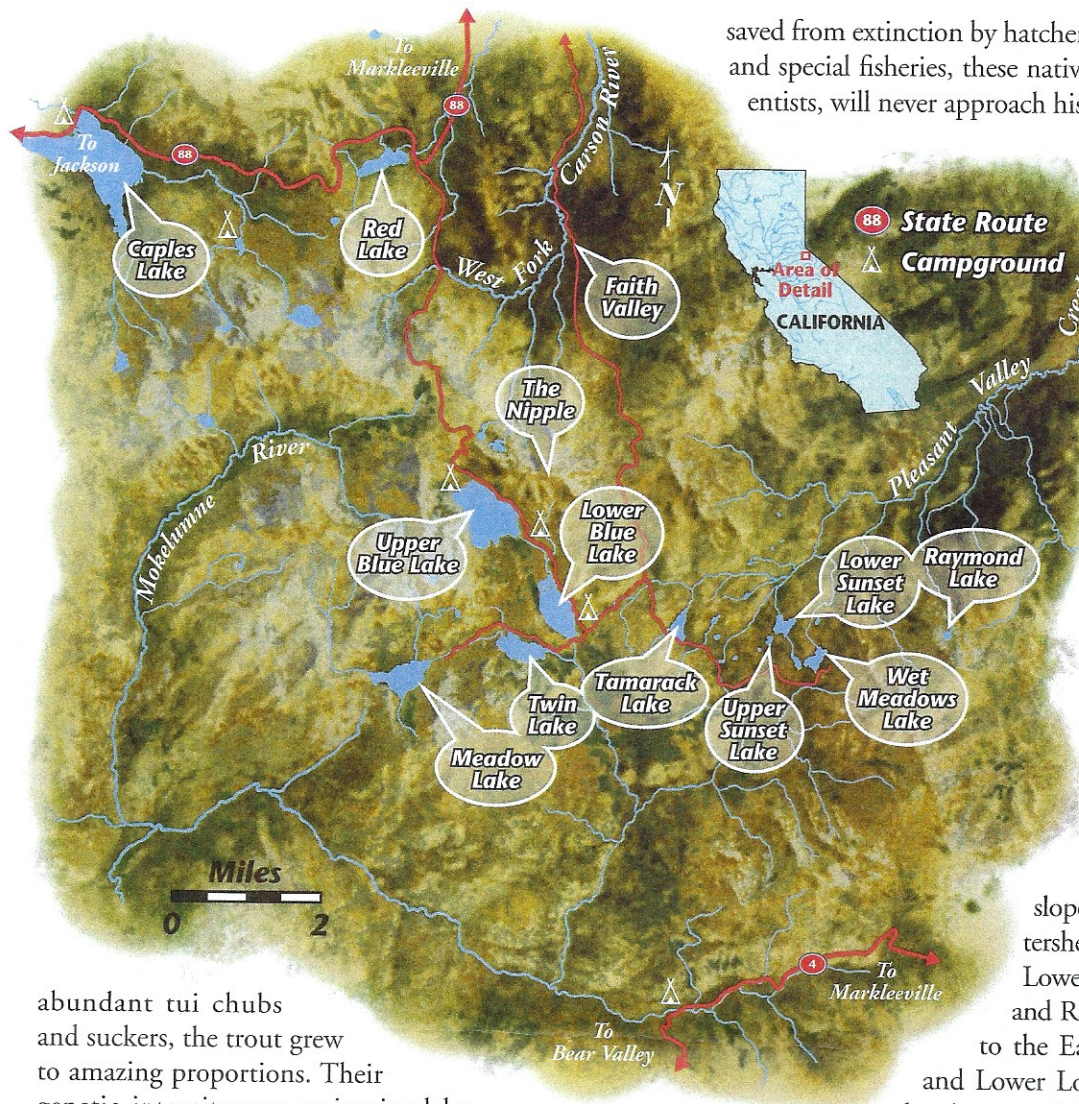 saved from extinction by hatcher
and special fisheries, these nativ
entists, will never approach his
To
Markleeville
88
Carson River
To
Jackson
88
N
88 State Route
Campground
Caples
Lake
Red
Lake
West Fork
Faith
Valley
Area of
Detail
CALIFORNIA
Cree
Valley
Pleasant
The
Nipple
River
Mokelumne
Upper
Blue Lake
Lower
Blue
Lake
Lower
Sunset
Lake
Raymond
Lake
Tamarack
Lake
Twin
Lake
Upper
Sunset
Lake
Wet
Meadows
Lake
Meadow
Lake
Miles
0 2
4
To
Markleeville
To
Bear Valley
slope
tershe
Lowe
and R
to the Ea
and Lower Lo
abundant tui chubs
and suckers, the trout grew
to amazing proportions. Their